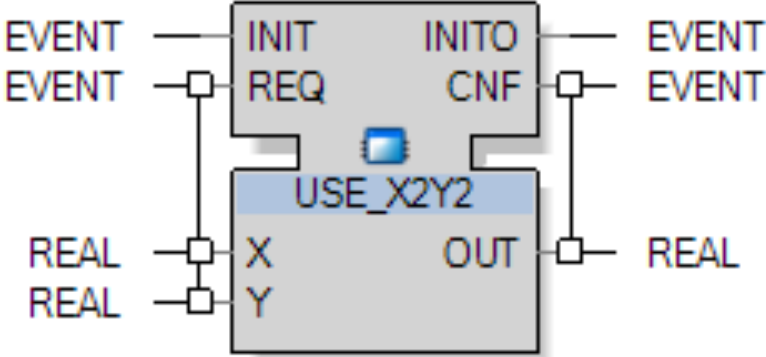 EVENT INIT INITO EVENT
EVENT REQ CNF EVENT
USE_X2Y2
REAL X OUT REAL
REAL Y